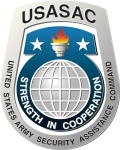 USASAC
UNITED STATES ARMY SECURITY ASSISTANCE COMMAND
STRENGTH IN COOPERATION